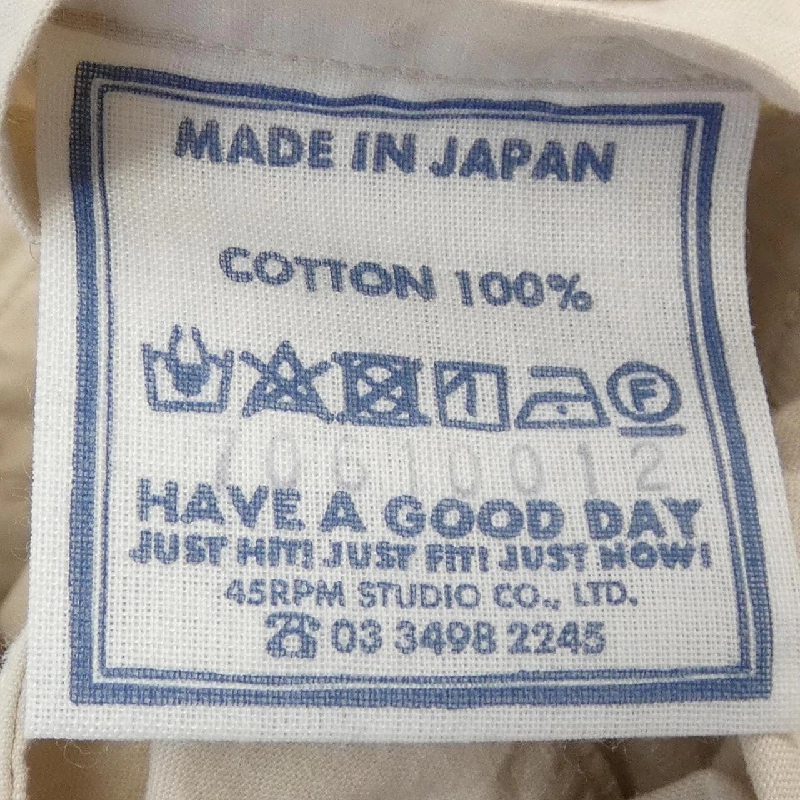 MADE IN JAPAN
COTTON 100%
F
70610012
HAVE A GOOD DAY
JUST HIT! JUST FIT! JUST NOW!
45RPM STUDIO CO., LTD.
☎ 03 3498 2245